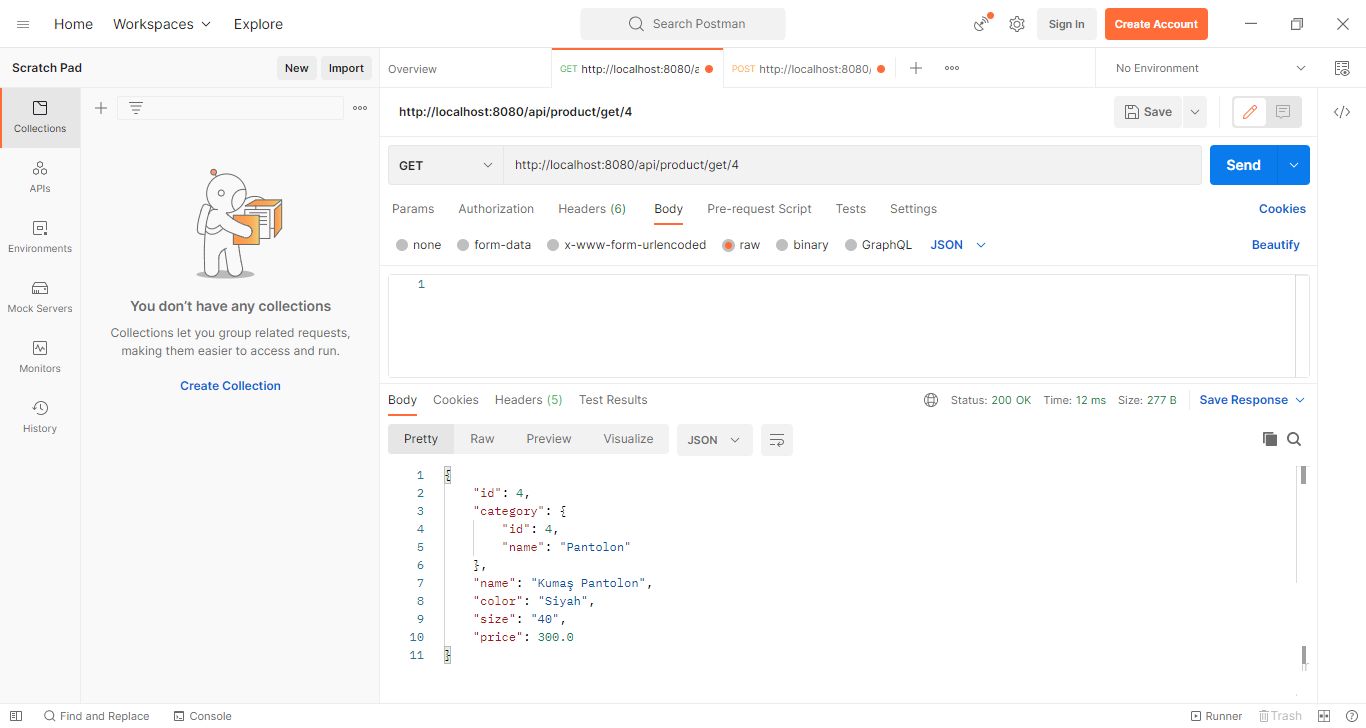 Home Workspaces Explore Search Postman Sign In Create Account
Scratch Pad New Import Overview GET http://localhost:8080/a POST http://localhost:8080/ No Environment
Collections
APIs
Environments
Mock Servers
Monitors
History
You don’t have any collections
Collections let you group related requests,
making them easier to access and run.
Create Collection
http://localhost:8080/api/product/get/4 Save
GET http://localhost:8080/api/product/get/4 Send
Params Authorization Headers (6) Body Pre-request Script Tests Settings Cookies
none form-data x-www-form-urlencoded raw binary GraphQL JSON Beautify
1
Body Cookies Headers (5) Test Results Status: 200 OK Time: 12 ms Size: 277 B Save Response
Pretty Raw Preview Visualize JSON
1 {
2 "id": 4,
3 "category": {
4 "id": 4,
5 "name": "Pantolon"
6 },
7 "name": "Kumaş Pantolon",
8 "color": "Siyah",
9 "size": "40",
10 "price": 300.0
11 }
Find and Replace Console Runner Trash